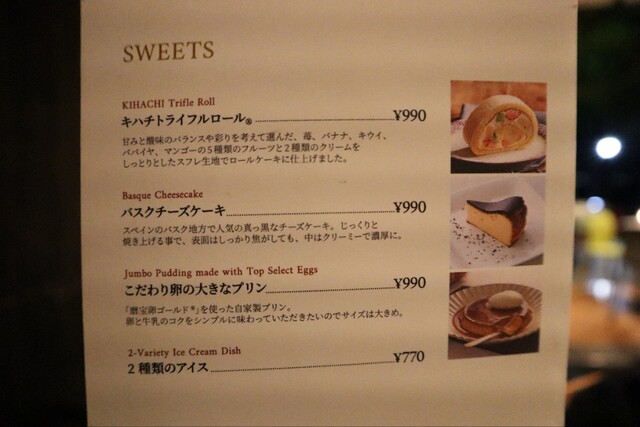 SWEETS
KIHACHI Trifle Roll
キハチトライフルロール® ¥990
甘みと酸味のバランスや彩りを考えて選んだ、苺、バナナ、キウイ、
パパイヤ、マンゴーの5種類のフルーツと2種類のクリームを
しっとりとしたスフレ生地でロールケーキに仕上げました。
Basque Cheesecake
バスクチーズケーキ ¥990
スペインのバスク地方で人気の真っ黒なチーズケーキ。じっくりと
焼き上げる事で、表面はしっかり焦がしても、中はクリーミーで濃厚に。
Jumbo Pudding made with Top Select Eggs
こだわり卵の大きなプリン ¥990
「磨宝卵ゴールド®」を使った自家製プリン。
卵と牛乳のコクをシンプルに味わっていただきたいのでサイズは大きめ。
2-Variety Ice Cream Dish
2種類のアイス ¥770